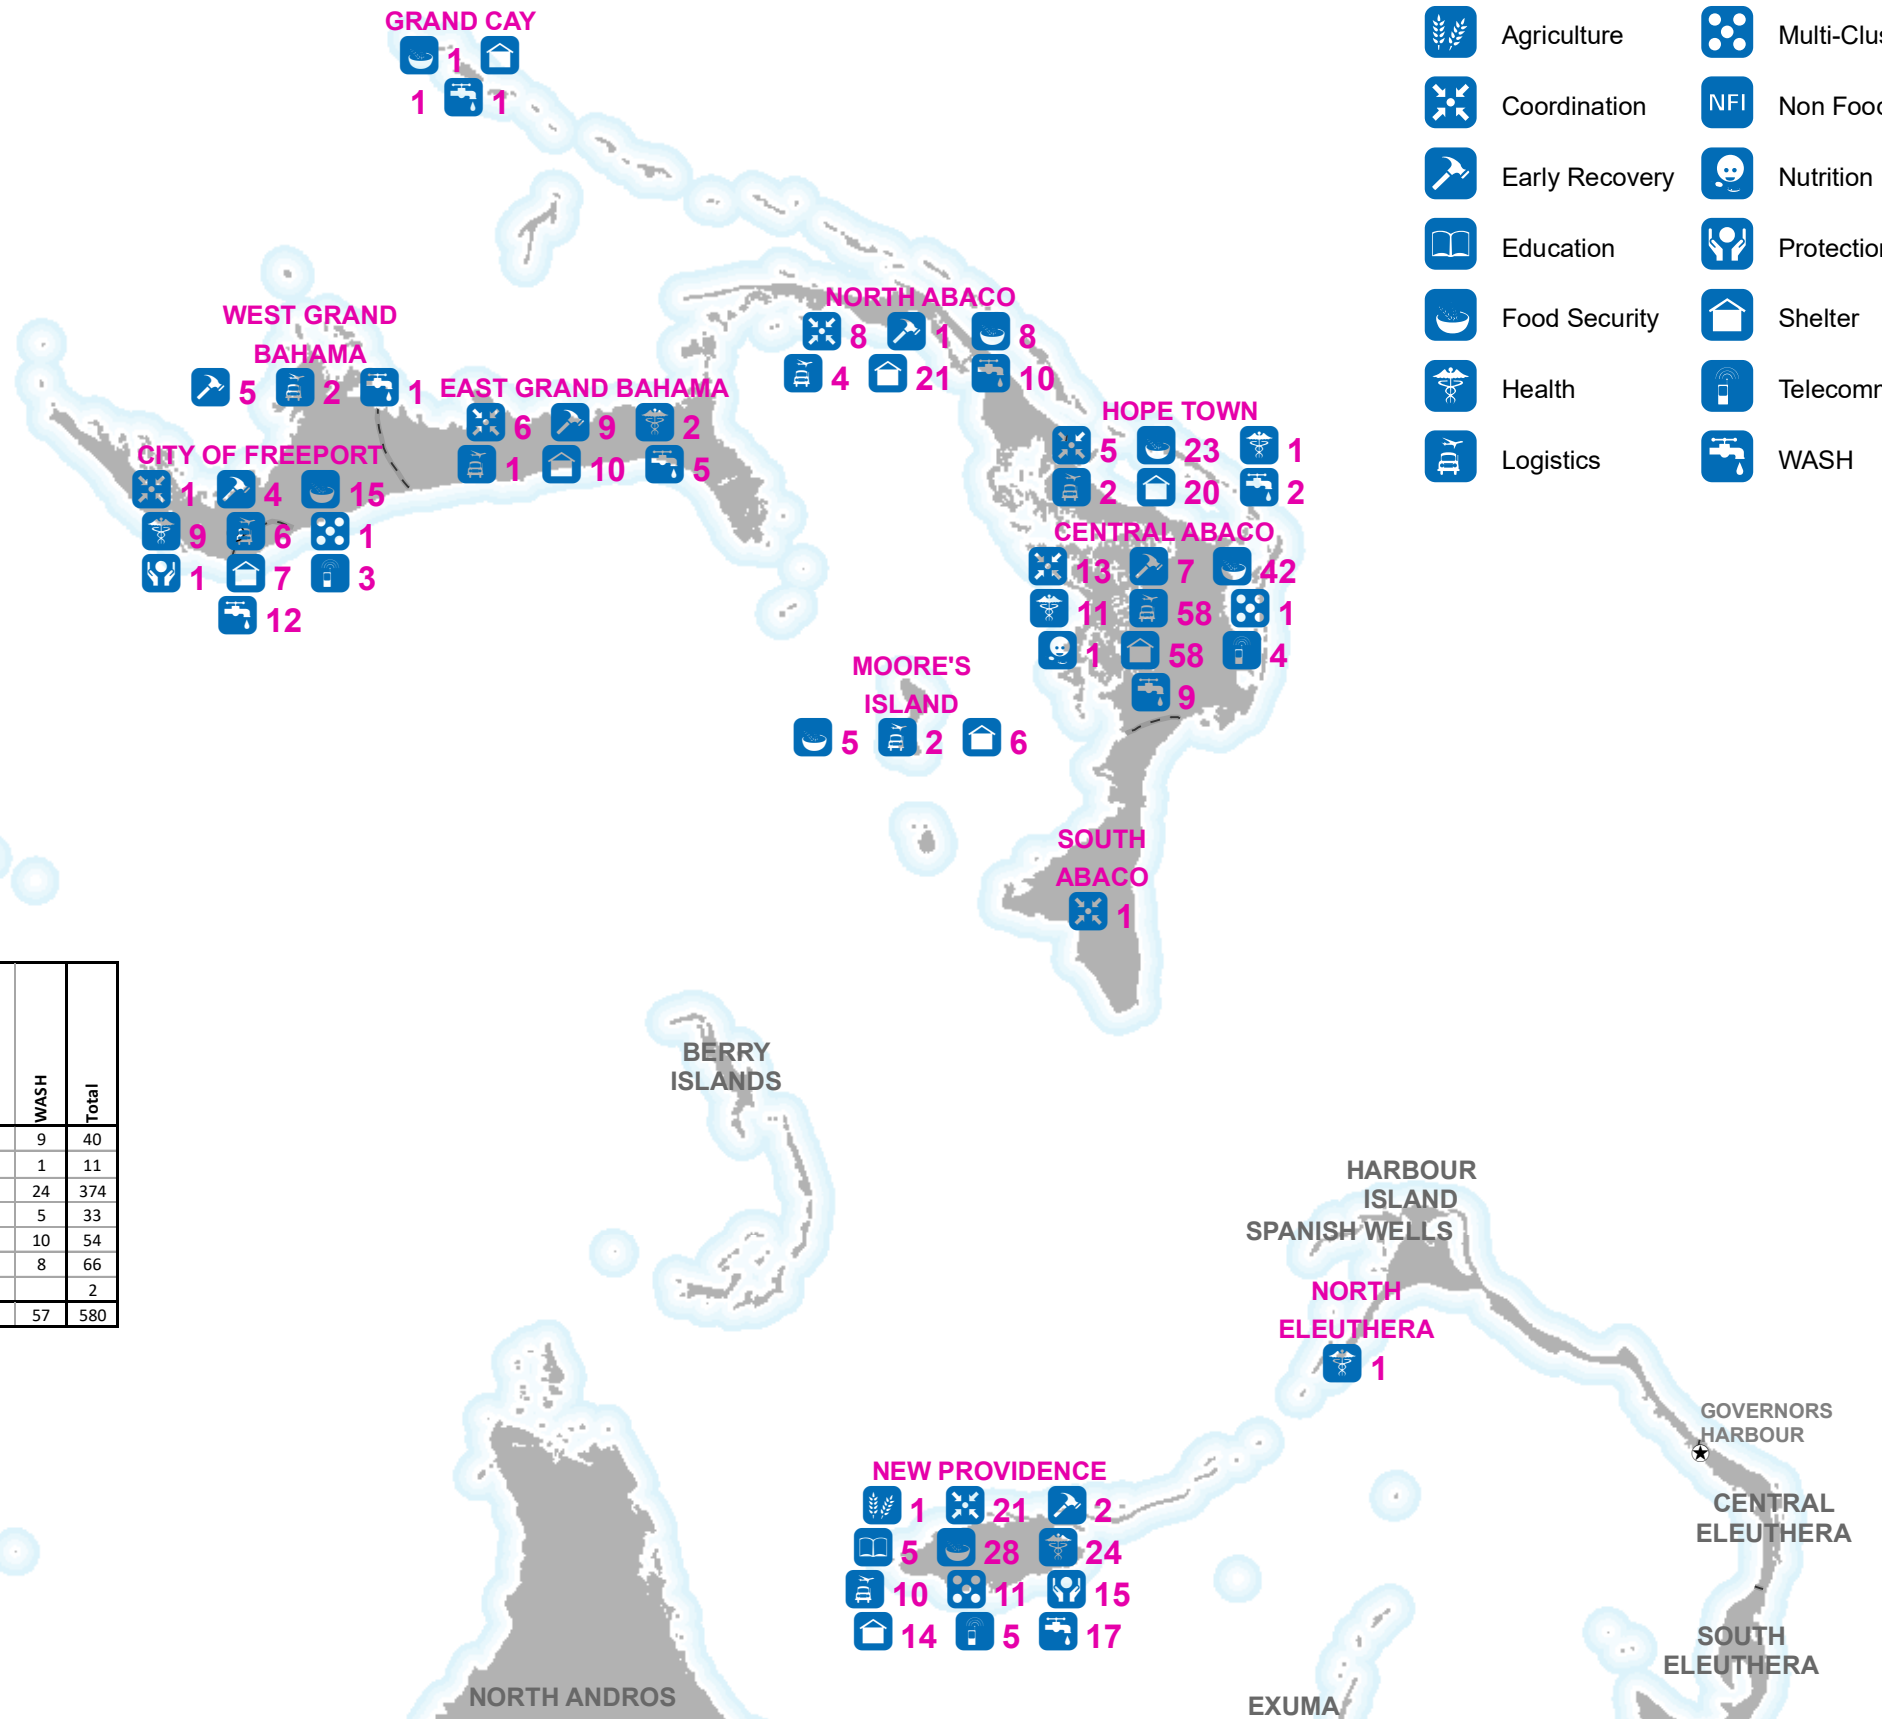 GRAND CAY
1
1 1
Agriculture
Multi-Clus
Coordination
NFI
Non Food
Early Recovery
Nutrition
Education
Protection
Food Security
Shelter
Health
Telecomm
Logistics
WASH
WEST GRAND
BAHAMA
5 2 1
EAST GRAND BAHAMA
6 9 2
1 10 5
CITY OF FREEPORT
1 4 15
9 6 1
1 7 3
12
NORTH ABACO
8 1 8
4 21 10
HOPE TOWN
5 23 1
2 20 2
CENTRAL ABACO
13 7 42
11 58 1
1 58 4
9
MOORE'S
ISLAND
5 2 6
SOUTH
ABACO
1
WASH Total
9 40
1 11
24 374
5 33
10 54
8 66
2
57 580
BERRY
ISLANDS
HARBOUR
ISLAND
SPANISH WELLS
NORTH
ELEUTHERA
1
GOVERNORS
HARBOUR
CENTRAL
ELEUTHERA
SOUTH
ELEUTHERA
NEW PROVIDENCE
1 21 2
5 28 24
10 11 15
14 5 17
NORTH ANDROS
EXUMA